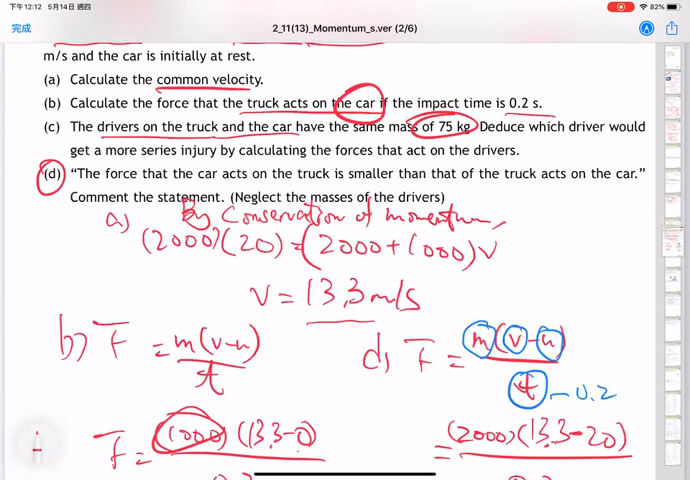 下午12:12 5月14日 週四
82%
完成
2_11(13)_Momentum_s.ver (2/6)
m/s and the car is initially at rest.
(a) Calculate the common velocity.
(b) Calculate the force that the truck acts on the car if the impact time is 0.2 s.
(c) The drivers on the truck and the car have the same mass of 75 kg. Deduce which driver would
get a more series injury by calculating the forces that act on the drivers.
(d) “The force that the car acts on the truck is smaller than that of the truck acts on the car.”
Comment the statement. (Neglect the masses of the drivers)
a) By Conservation of momentum,
(2000)(20) = (2000+1000)V
V = 13.3 m/s
b) F = m(v-u)/t
d) F = m(v-u)/t - 0.2
F = (1000)(13.3-0)
= (2000)(13.3-20)